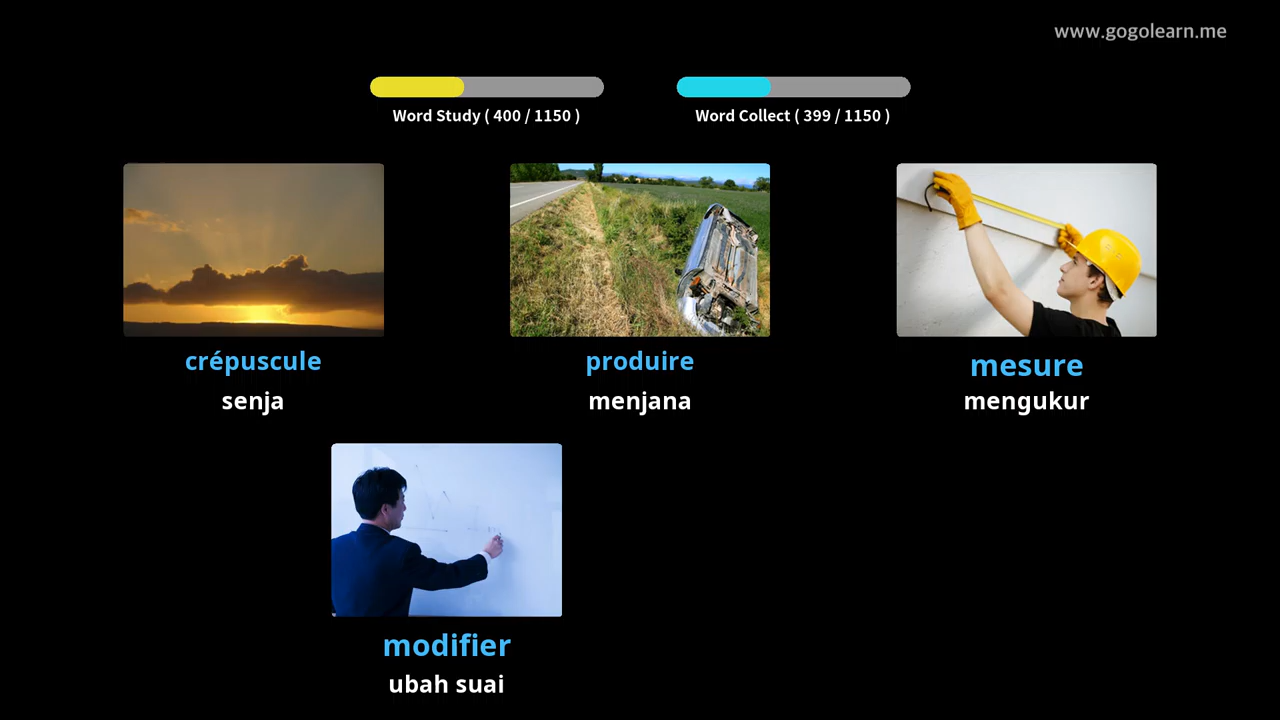 www.gogolearn.me
Word Study ( 400 / 1150 )
Word Collect ( 399 / 1150 )
crépuscule
produire
mesure
senja
menjana
mengukur
modifier
ubah suai